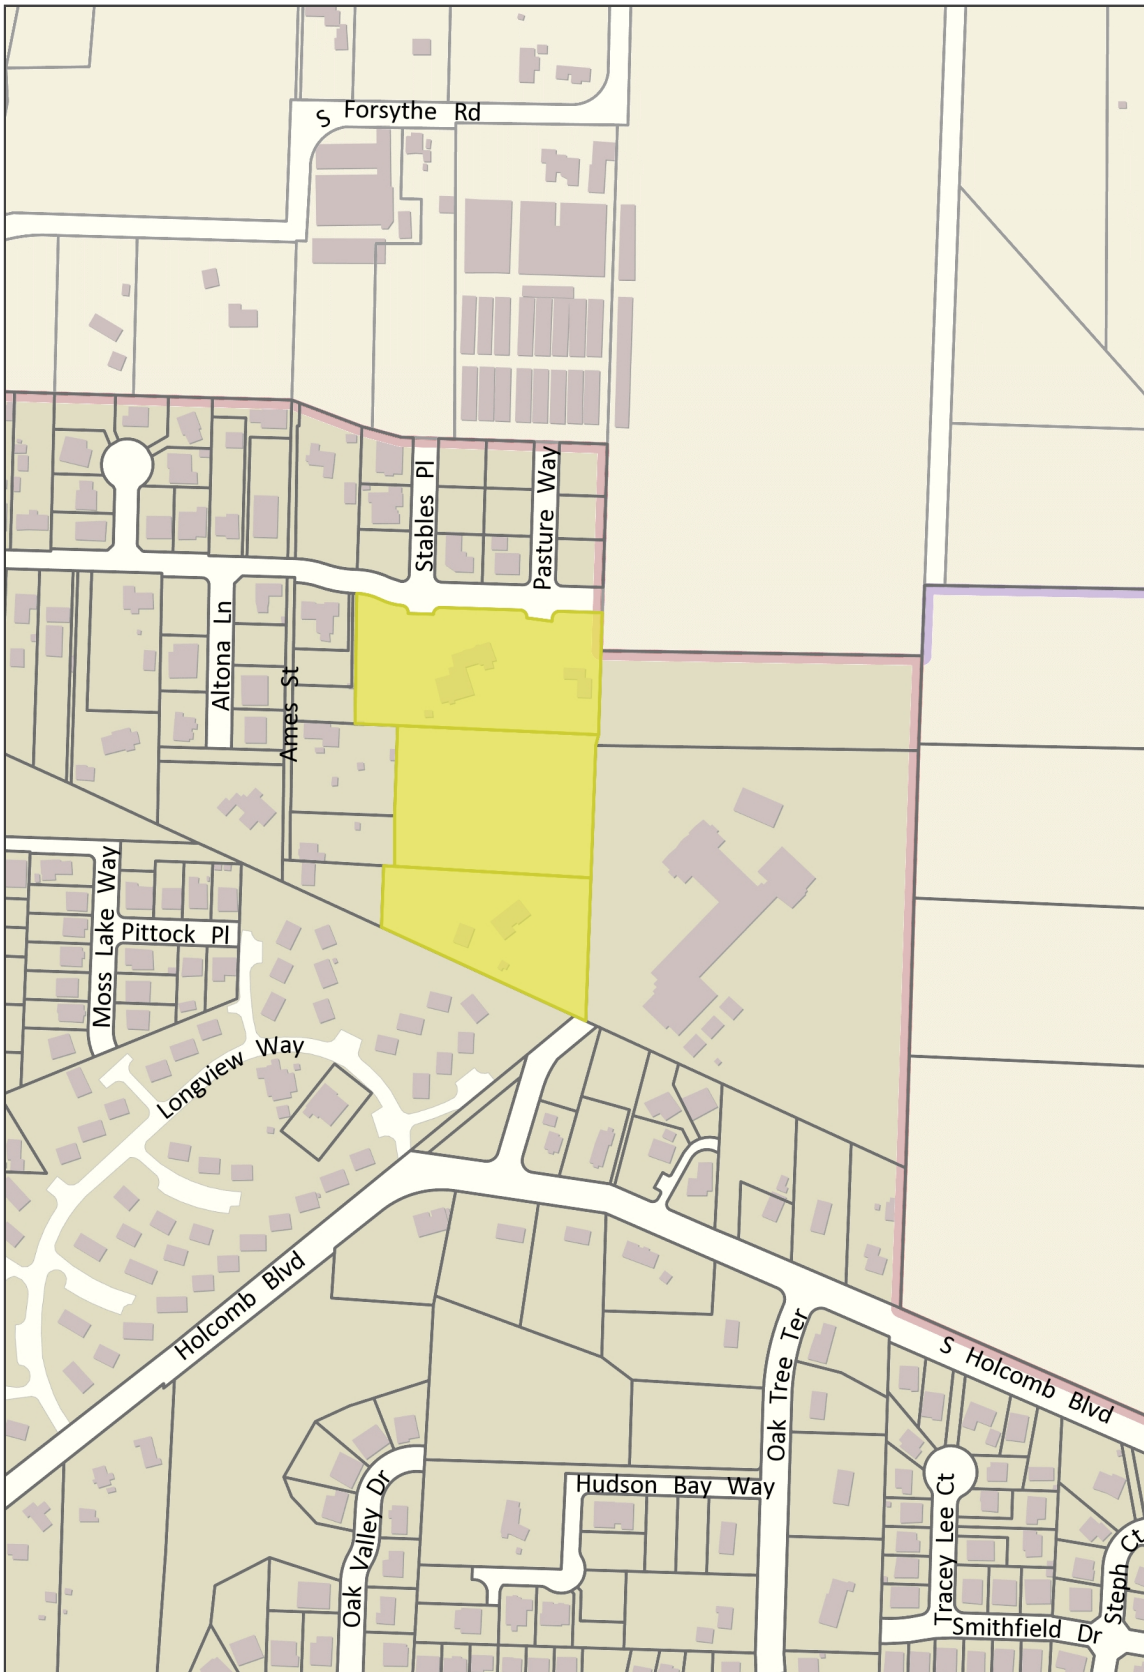 S Forsythe Rd
Stables Pl
Pasture Way
Altona Ln
Ames St
Moss Lake Way
Pittock Pl
Longview Way
Holcomb Blvd
S Holcomb Blvd
Oak Tree Ter
Hudson Bay Way
Oak Valley Dr
Tracey Lee Ct
Steph Ct
Smithfield Dr